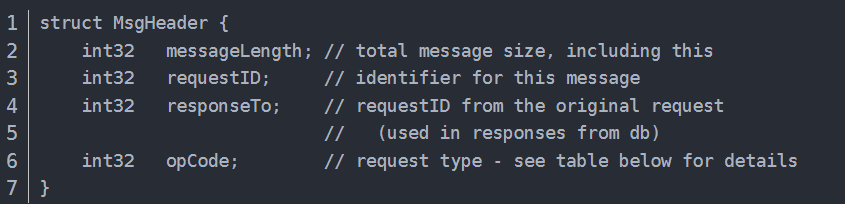 1 struct MsgHeader {
2     int32   messageLength; // total message size, including this
3     int32   requestID;     // identifier for this message
4     int32   responseTo;    // requestID from the original request
5                            //   (used in responses from db)
6     int32   opCode;        // request type - see table below for details
7 }